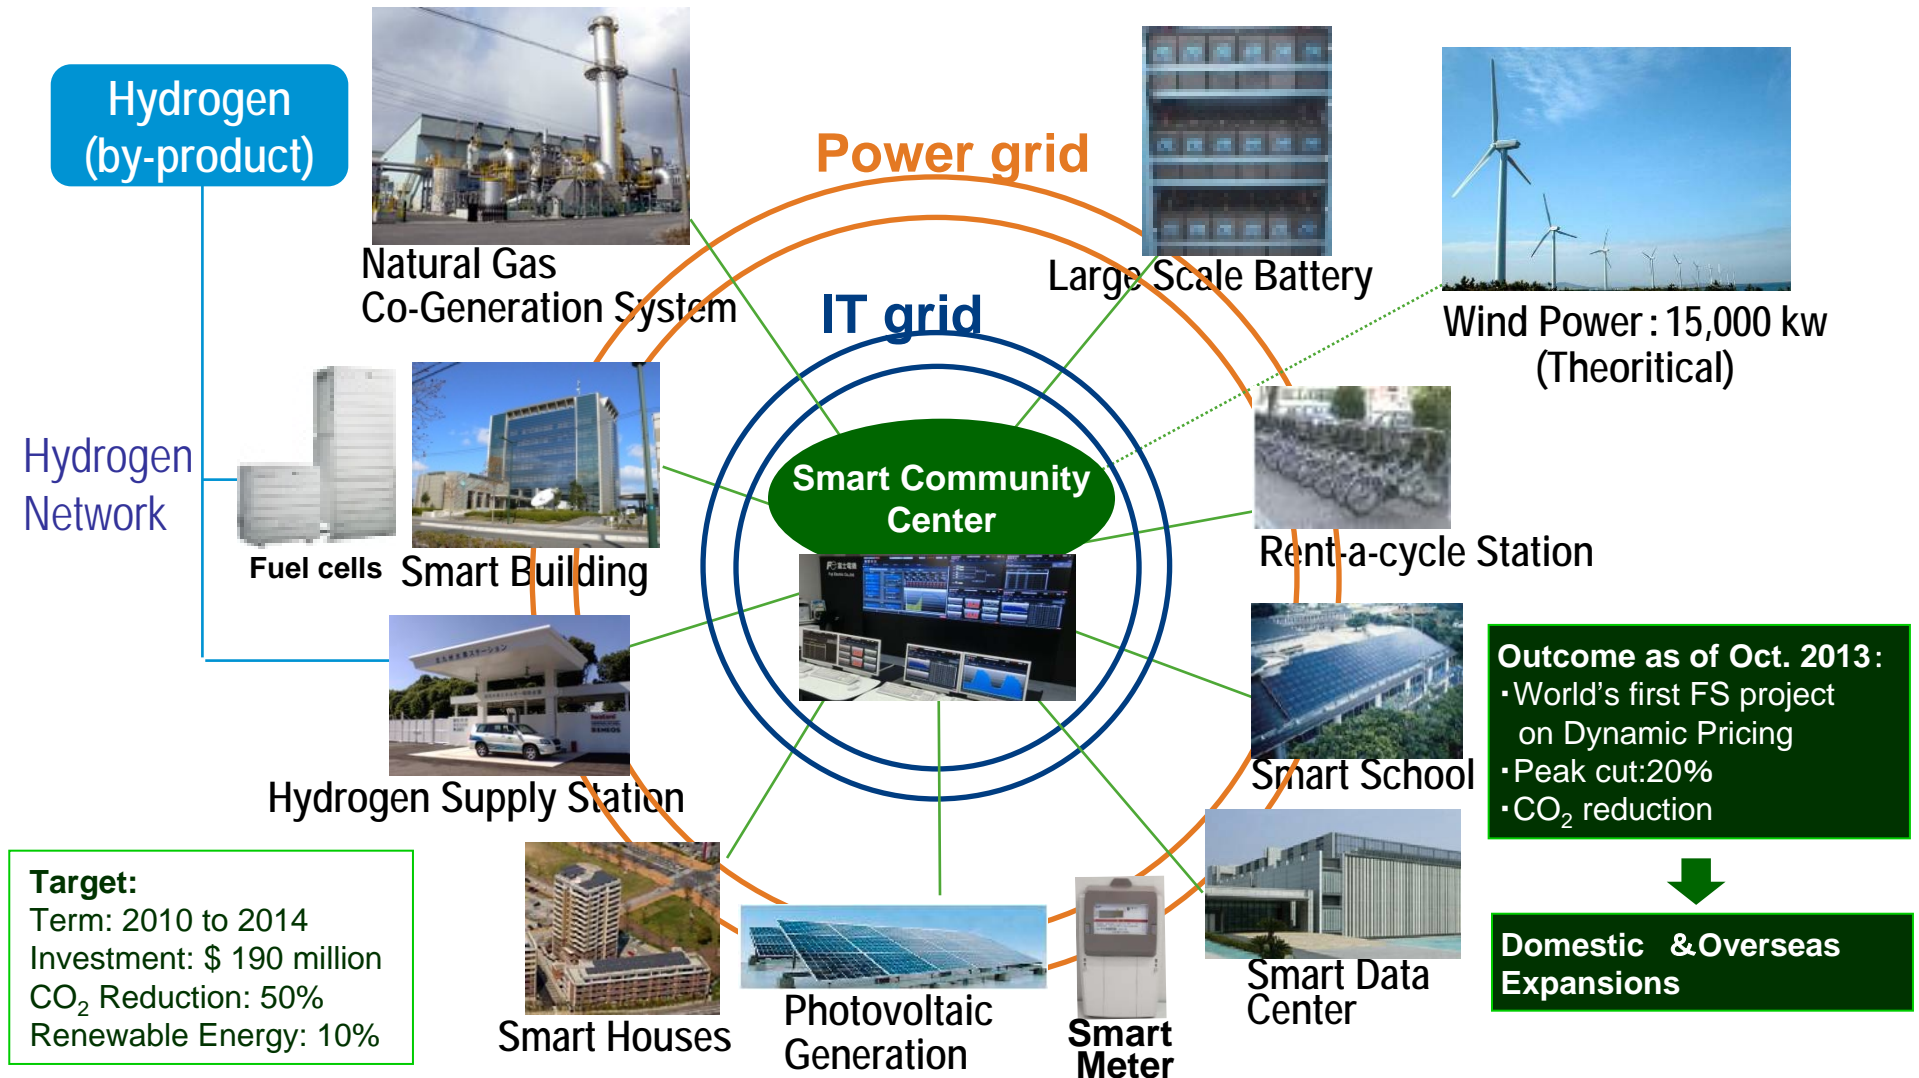 Hydrogen
(by-product)
Power grid
Natural Gas
Co-Generation System
Large Scale Battery
IT grid
Wind Power : 15,000 kw
(Theoritical)
Hydrogen
Network
Smart Community
Center
Fuel cells
Smart Building
Rent-a-cycle Station
富士電機
Hydrogen Supply Station
Smart School
Outcome as of Oct. 2013：
・World's first FS project
on Dynamic Pricing
・Peak cut:20%
・CO₂ reduction
Target:
Term: 2010 to 2014
Investment: $ 190 million
CO₂ Reduction: 50%
Renewable Energy: 10%
Smart Houses
Photovoltaic
Generation
Smart
Meter
Smart Data
Center
Domestic ＆Overseas
Expansions